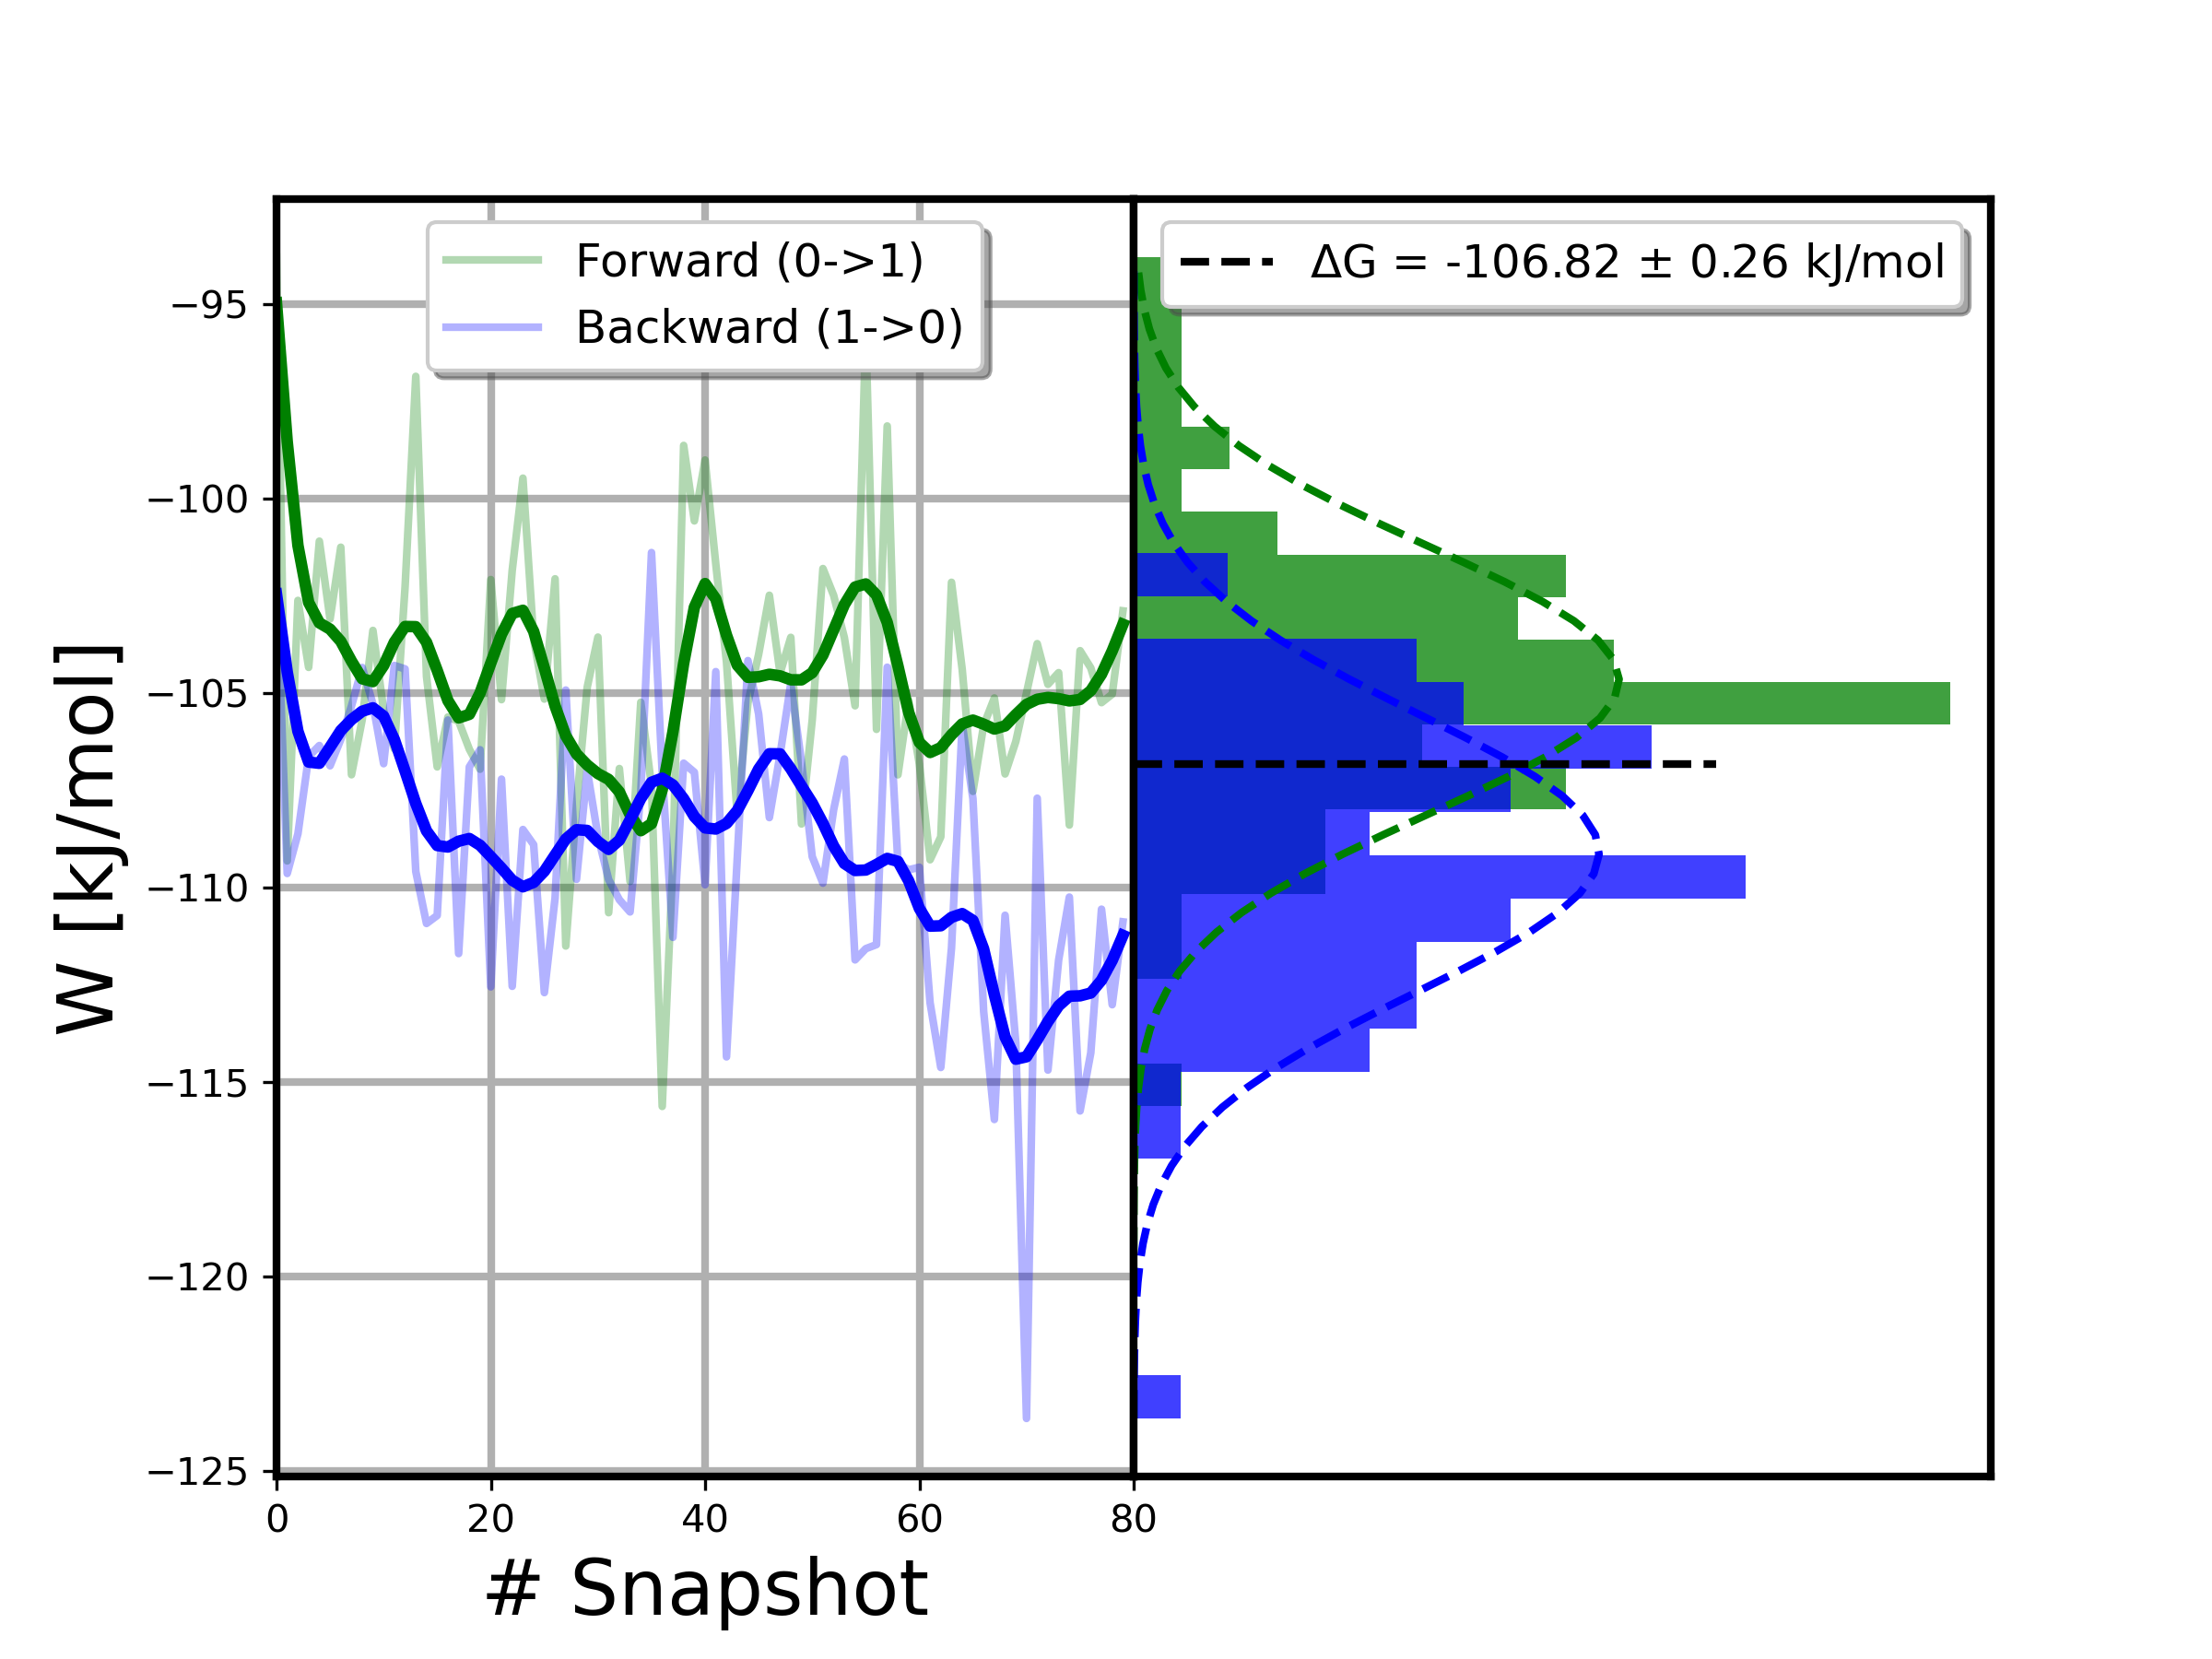 Forward (0->1)
Backward (1->0)
ΔG = -106.82 ± 0.26 kJ/mol
W [kJ/mol]
−95
−100
−105
−110
−115
−120
−125
0 20 40 60 80
# Snapshot